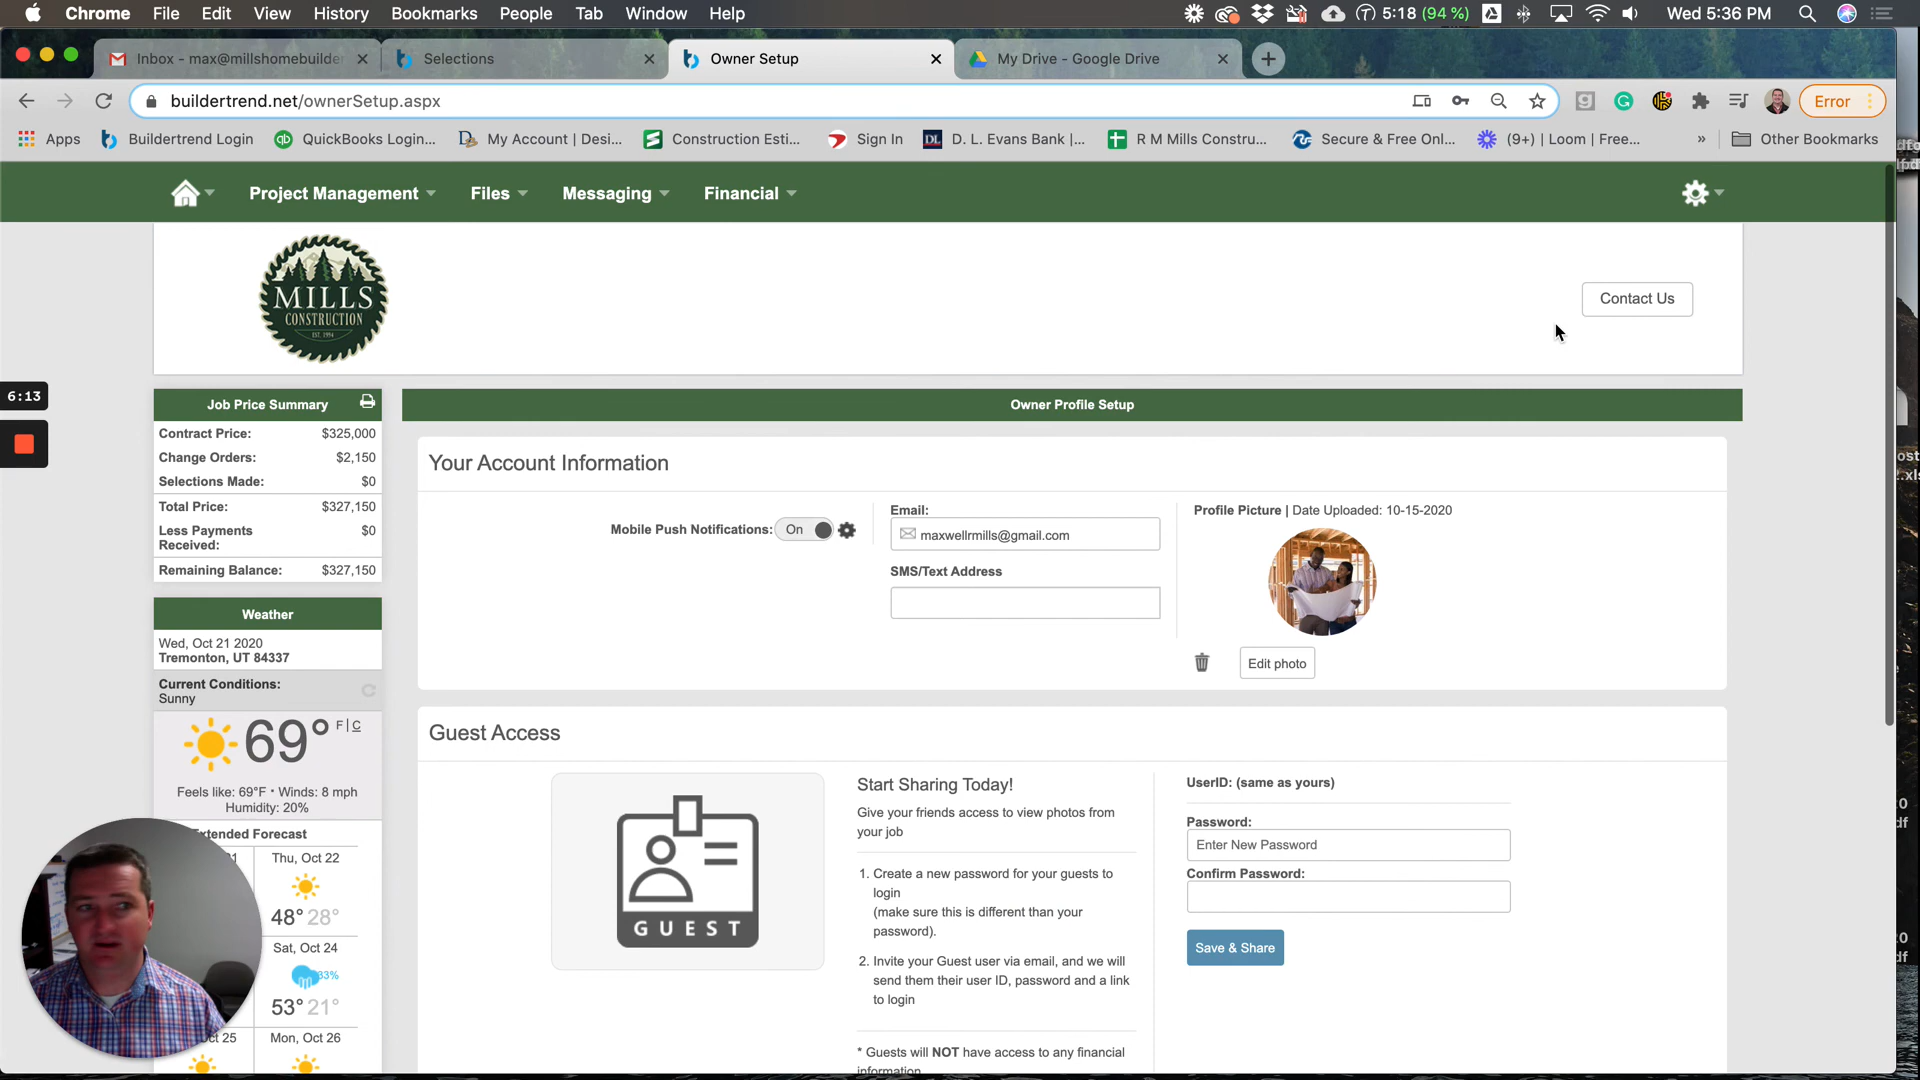 Chrome File Edit View History Bookmarks People Tab Window Help 5:18 (94 %) Wed 5:36 PM
Inbox - max@millshomebuilde Selections Owner Setup My Drive - Google Drive
buildertrend.net/ownerSetup.aspx Error
Apps Buildertrend Login QuickBooks Login... My Account | Desi... Construction Esti... Sign In D. L. Evans Bank |... R M Mills Constru... Secure & Free Onl... (9+) | Loom | Free... » Other Bookmarks
Project Management Files Messaging Financial
MILLS
CONSTRUCTION
EST. 1994
Contact Us
6:13
Job Price Summary
Contract Price: $325,000
Change Orders: $2,150
Selections Made: $0
Total Price: $327,150
Less Payments Received: $0
Remaining Balance: $327,150
Weather
Wed, Oct 21 2020
Tremonton, UT 84337
Current Conditions:
Sunny
69° F|C
Feels like: 69°F • Winds: 8 mph
Humidity: 20%
Extended Forecast
Thu, Oct 22
48° 28°
Sat, Oct 24
33%
53° 21°
Oct 25 Mon, Oct 26
Owner Profile Setup
Your Account Information
Mobile Push Notifications: On
Email:
maxwellrmills@gmail.com
SMS/Text Address
Profile Picture | Date Uploaded: 10-15-2020
Edit photo
Guest Access
GUEST
Start Sharing Today!
Give your friends access to view photos from
your job
1. Create a new password for your guests to
login
(make sure this is different than your
password).
2. Invite your Guest user via email, and we will
send them their user ID, password and a link
to login
* Guests will NOT have access to any financial
information
UserID: (same as yours)
Password:
Enter New Password
Confirm Password:
Save & Share